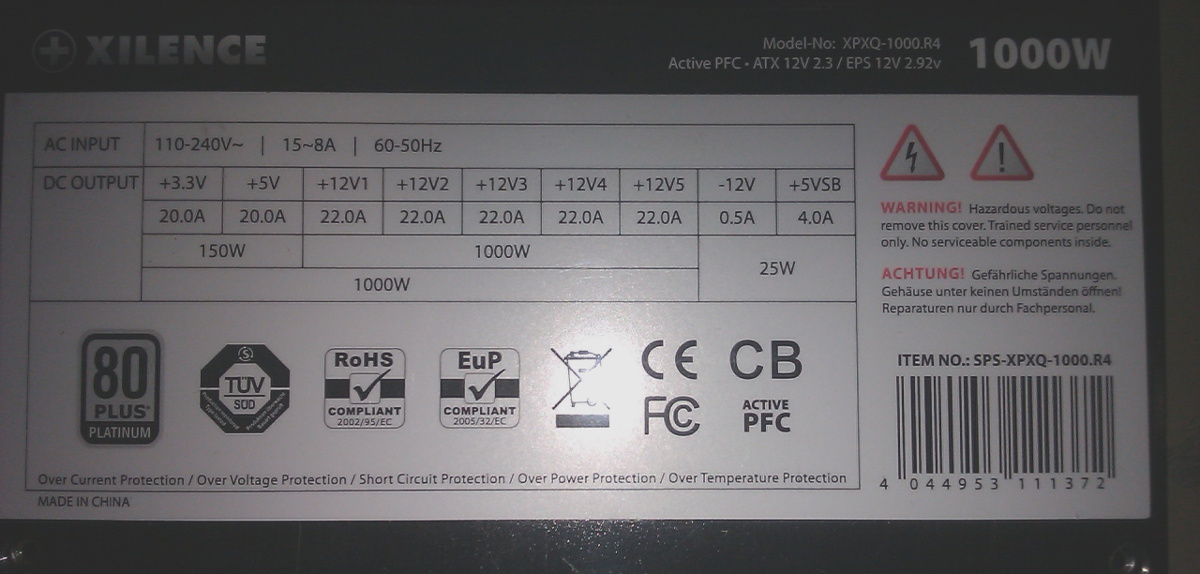 XILENCE
Model-No: XPXQ-1000.R4
Active PFC • ATX 12V 2.3 / EPS 12V 2.92v
1000W
AC INPUT 110-240V~ | 15~8A | 60-50Hz
DC OUTPUT +3.3V +5V +12V1 +12V2 +12V3 +12V4 +12V5 -12V +5VSB
20.0A 20.0A 22.0A 22.0A 22.0A 22.0A 22.0A 0.5A 4.0A
150W 1000W 25W
1000W
WARNING! Hazardous voltages. Do not
remove this cover. Trained service personnel
only. No serviceable components inside.
ACHTUNG! Gefährliche Spannungen.
Gehäuse unter keinen Umständen öffnen!
Reparaturen nur durch Fachpersonal.
80
PLUS
PLATINUM
S
TÜV
SÜD
RoHS
COMPLIANT
2002/95/EC
EuP
COMPLIANT
2005/32/EC
CE
FC
CB
ACTIVE
PFC
ITEM NO.: SPS-XPXQ-1000.R4
4 044953 111372
Over Current Protection / Over Voltage Protection / Short Circuit Protection / Over Power Protection / Over Temperature Protection
MADE IN CHINA